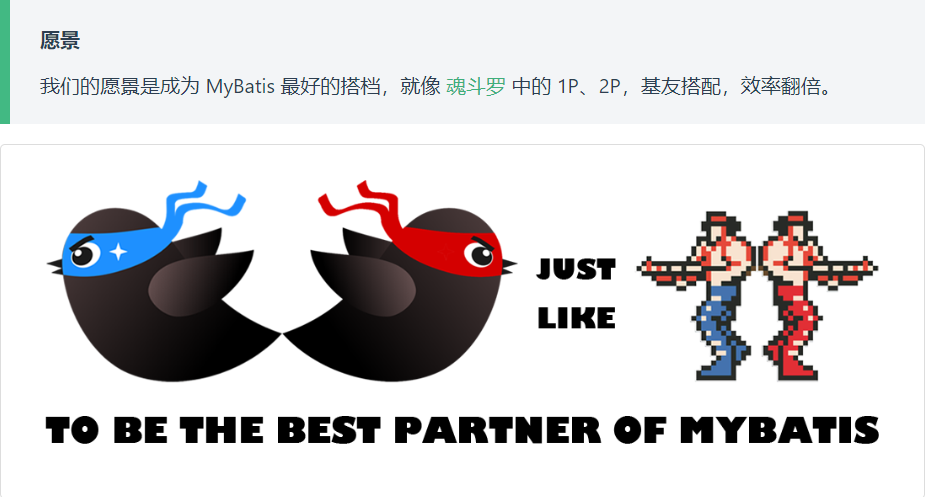 愿景
我们的愿景是成为 MyBatis 最好的搭档，就像 魂斗罗 中的 1P、2P，基友搭配，效率翻倍。
JUST
LIKE
TO BE THE BEST PARTNER OF MYBATIS